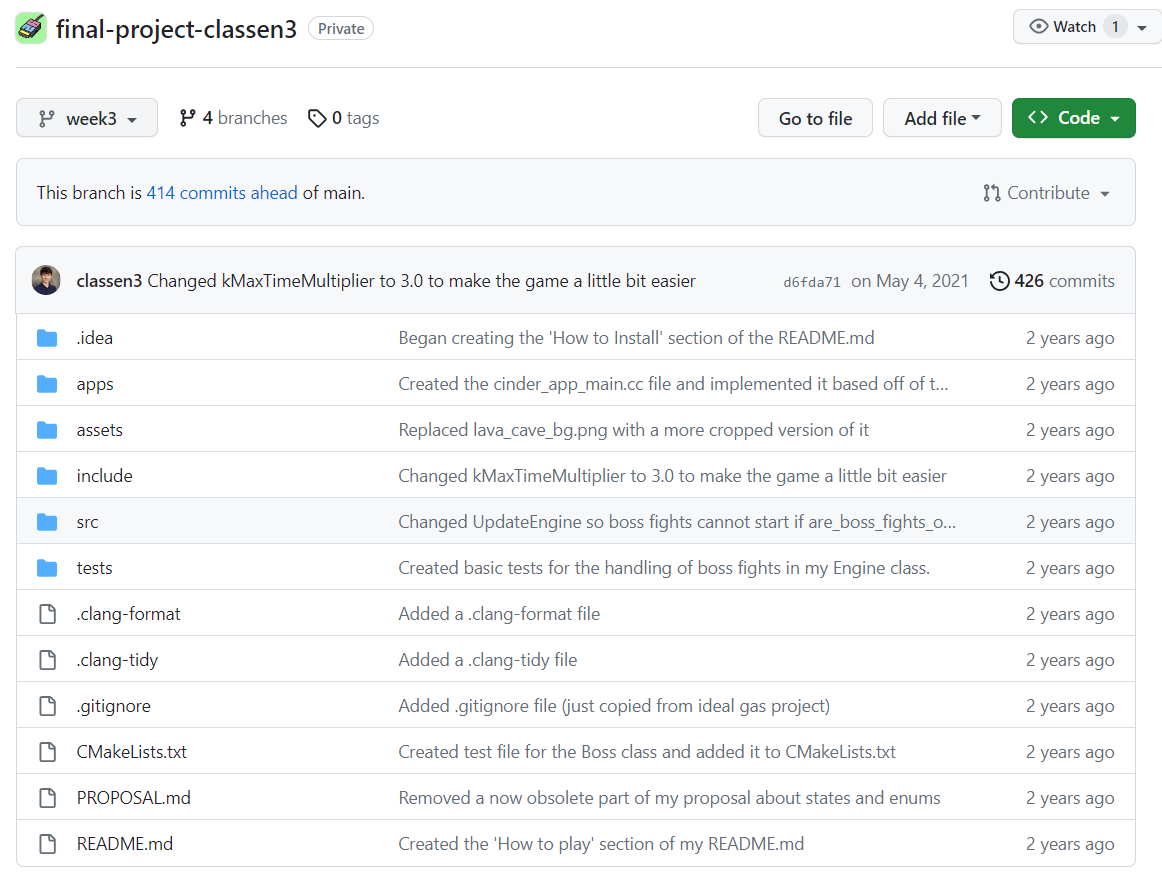 final-project-classen3 Private Watch 1
week3 4 branches 0 tags Go to file Add file Code
This branch is 414 commits ahead of main. Contribute
classen3 Changed kMaxTimeMultiplier to 3.0 to make the game a little bit easier d6fda71 on May 4, 2021 426 commits
.idea Began creating the 'How to Install' section of the README.md 2 years ago
apps Created the cinder_app_main.cc file and implemented it based off of t... 2 years ago
assets Replaced lava_cave_bg.png with a more cropped version of it 2 years ago
include Changed kMaxTimeMultiplier to 3.0 to make the game a little bit easier 2 years ago
src Changed UpdateEngine so boss fights cannot start if are_boss_fights_o... 2 years ago
tests Created basic tests for the handling of boss fights in my Engine class. 2 years ago
.clang-format Added a .clang-format file 2 years ago
.clang-tidy Added a .clang-tidy file 2 years ago
.gitignore Added .gitignore file (just copied from ideal gas project) 2 years ago
CMakeLists.txt Created test file for the Boss class and added it to CMakeLists.txt 2 years ago
PROPOSAL.md Removed a now obsolete part of my proposal about states and enums 2 years ago
README.md Created the 'How to play' section of my README.md 2 years ago